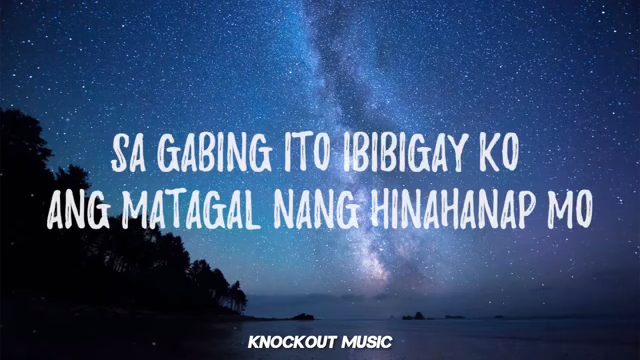 SA GABING ITO IBIBIGAY KO
ANG MATAGAL NANG HINAHANAP MO
KNOCKOUT MUSIC